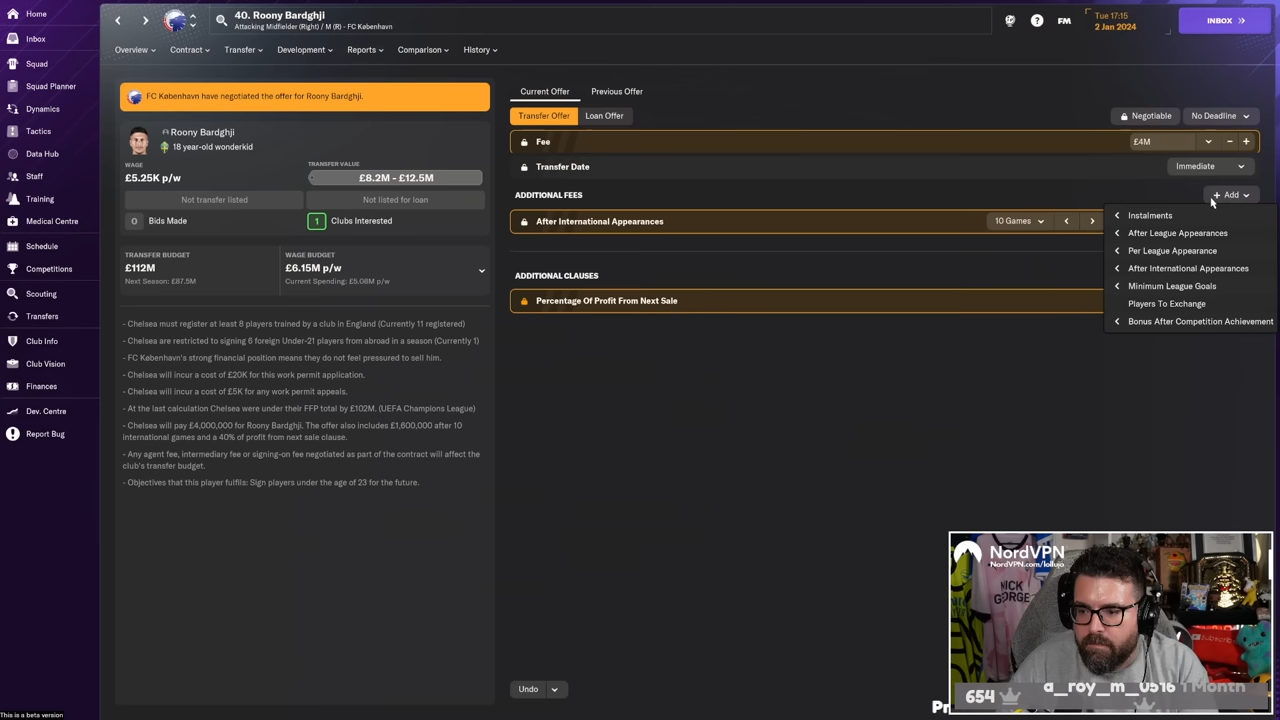 Home
Inbox
Squad
Squad Planner
Dynamics
Tactics
Data Hub
Staff
Training
Medical Centre
Schedule
Competitions
Scouting
Transfers
Club Info
Club Vision
Finances
Dev. Centre
Report Bug
This is a beta version
40. Roony Bardghji
Attacking Midfielder (Right) / M (R) - FC København
FM
Tue 17:15
2 Jan 2024
INBOX
Overview
Contract
Transfer
Development
Reports
Comparison
History
FC København have negotiated the offer for Roony Bardghji.
Roony Bardghji
18 year-old wonderkid
WAGE
£5.25K p/w
TRANSFER VALUE
£8.2M - £12.5M
Not transfer listed
Not listed for loan
0 Bids Made
1 Clubs Interested
TRANSFER BUDGET
£112M
Next Season: £87.5M
WAGE BUDGET
£6.15M p/w
Current Spending: £5.08M p/w
- Chelsea must register at least 8 players trained by a club in England (Currently 11 registered)
- Chelsea are restricted to signing 6 foreign Under-21 players from abroad in a season (Currently 1)
- FC København's strong financial position means they do not feel pressured to sell him.
- Chelsea will incur a cost of £20K for this work permit application.
- Chelsea will incur a cost of £5K for any work permit appeals.
- At the last calculation Chelsea were under their FFP total by £102M. (UEFA Champions League)
- Chelsea will pay £4,000,000 for Roony Bardghji. The offer also includes £1,600,000 after 10
international games and a 40% of profit from next sale clause.
- Any agent fee, intermediary fee or signing-on fee negotiated as part of the contract will affect the
club's transfer budget.
- Objectives that this player fulfils: Sign players under the age of 23 for the future.
Current Offer
Previous Offer
Transfer Offer
Loan Offer
Negotiable
No Deadline
Fee
£4M
Transfer Date
Immediate
ADDITIONAL FEES
+ Add
After International Appearances
10 Games
ADDITIONAL CLAUSES
Percentage Of Profit From Next Sale
Instalments
After League Appearances
Per League Appearance
After International Appearances
Minimum League Goals
Players To Exchange
Bonus After Competition Achievement
Undo
NordVPN
NordVPN.com/lollujo
NICK
GEORGE
654
a_roy_m_0516 1 Month